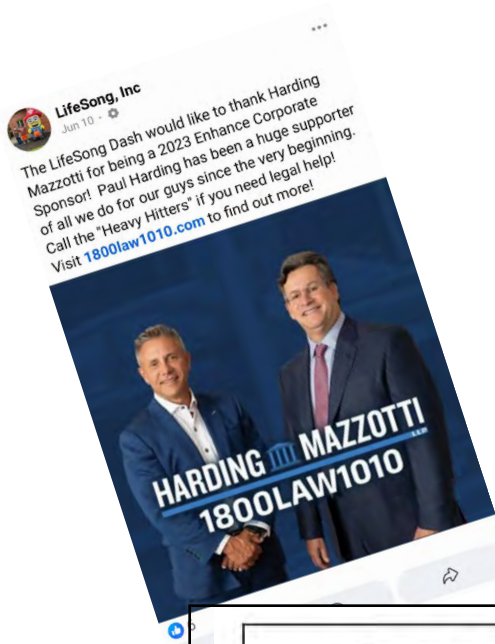 LifeSong, Inc
Jun 10 ·
The LifeSong Dash would like to thank Harding
Mazzotti for being a 2023 Enhance Corporate
Sponsor! Paul Harding has been a huge supporter
of all we do for our guys since the very beginning.
Call the "Heavy Hitters" if you need legal help!
Visit 1800law1010.com to find out more!
HARDING MAZZOTTI
1800LAW1010